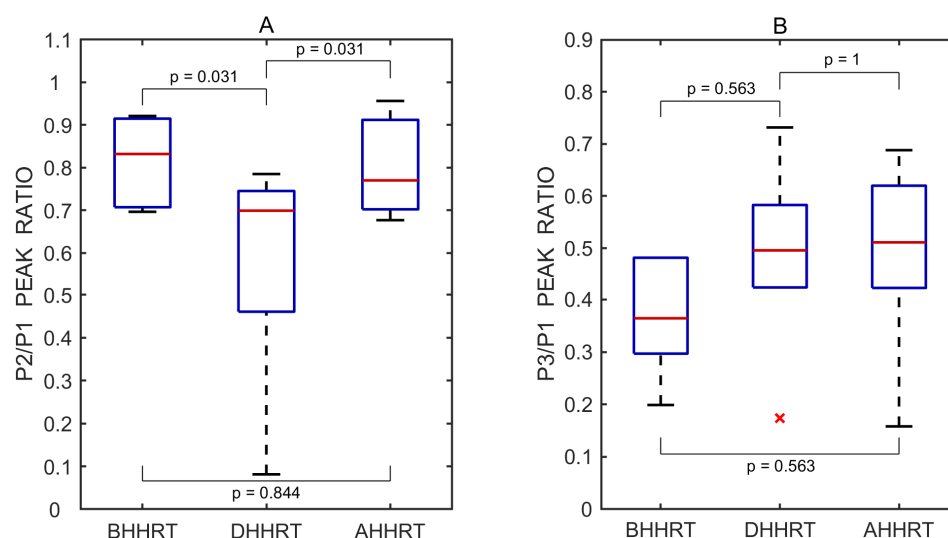 A
P2/P1 PEAK RATIO
1.1
1
0.9
0.8
0.7
0.6
0.5
0.4
0.3
0.2
0.1
0
p = 0.031
p = 0.031
p = 0.844
BHHRT DHHRT AHHRT
B
P3/P1 PEAK RATIO
0.9
0.8
0.7
0.6
0.5
0.4
0.3
0.2
0.1
0
p = 1
p = 0.563
p = 0.563
BHHRT DHHRT AHHRT